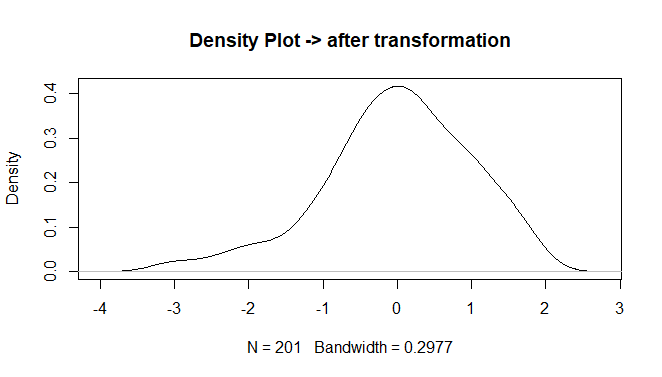 Density Plot -> after transformation
Density
0.4
0.3
0.2
0.1
0.0
-4 -3 -2 -1 0 1 2 3
N = 201 Bandwidth = 0.2977